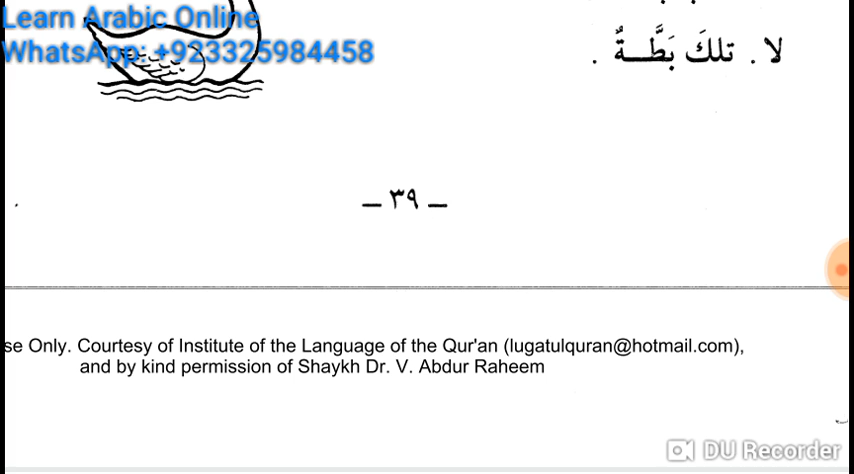 Learn Arabic Online
WhatsApp: +923325984458
لا . تلكَ بَطَّـــةٌ .
– ٣٩ –
se Only. Courtesy of Institute of the Language of the Qur'an (lugatulquran@hotmail.com),
and by kind permission of Shaykh Dr. V. Abdur Raheem
DU Recorder